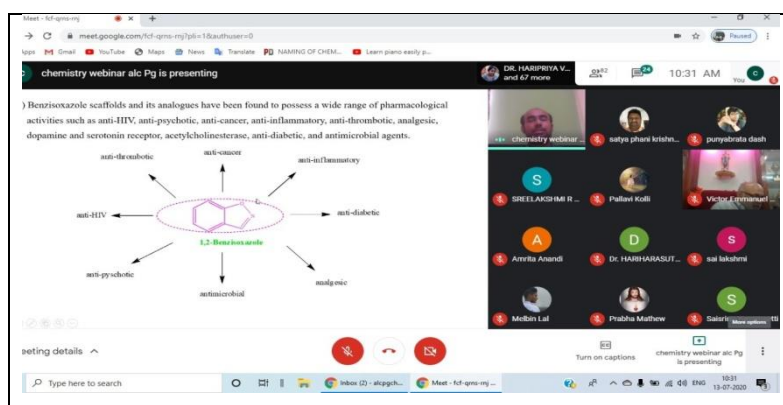 Meet - fcf-qrns-rnj
meet.google.com/fcf-qrns-rnj?pli=1&authuser=0
Paused
Apps Gmail YouTube Maps News Translate NAMING OF CHEM... Learn piano easily p...
chemistry webinar alc Pg is presenting
DR. HARIPRIYA V...
and 67 more
82
24
10:31 AM
You
) Benzisoxazole scaffolds and its analogues have been found to possess a wide range of pharmacological
activities such as anti-HIV, anti-psychotic, anti-cancer, anti-inflammatory, anti-thrombotic, analgesic,
dopamine and serotonin receptor, acetylcholinesterase, anti-diabetic, and antimicrobial agents.
anti-thrombotic
anti-cancer
anti-inflammatory
anti-HIV
anti-diabetic
1,2-Benzisoxazole
anti-pyschotic
analgesic
antimicrobial
chemistry webinar ...
satya phani krishn...
punyabrata dash
S
SREELAKSHMI R ...
Pallavi Kolli
Victor Emmanuel
A
Amrita Anandi
D
Dr. HARIHARASUT...
S
sai lakshmi
Melbin Lal
Prabha Mathew
S
More options
eeting details
Turn on captions
chemistry webinar alc Pg
is presenting
Type here to search
Inbox (2) - alcpgch...
Meet - fcf-qrns-rnj ...
ENG
10:31
13-07-2020